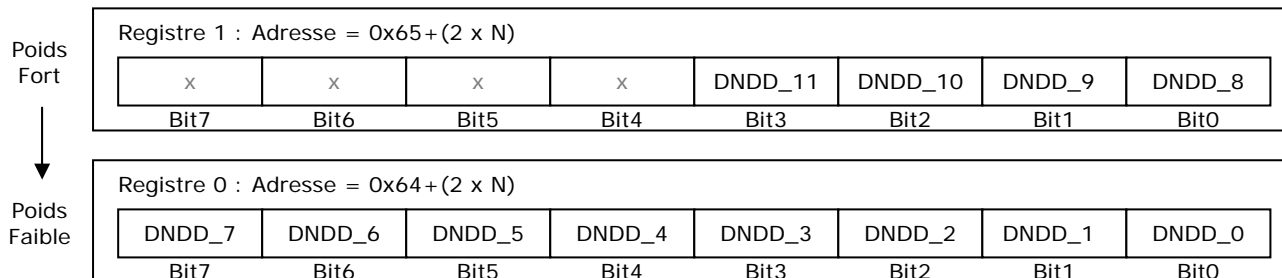 Poids
Fort
Registre 1 : Adresse = 0x65+(2 x N)
x x x x DNDD_11 DNDD_10 DNDD_9 DNDD_8
Bit7 Bit6 Bit5 Bit4 Bit3 Bit2 Bit1 Bit0
Poids
Faible
Registre 0 : Adresse = 0x64+(2 x N)
DNDD_7 DNDD_6 DNDD_5 DNDD_4 DNDD_3 DNDD_2 DNDD_1 DNDD_0
Bit7 Bit6 Bit5 Bit4 Bit3 Bit2 Bit1 Bit0